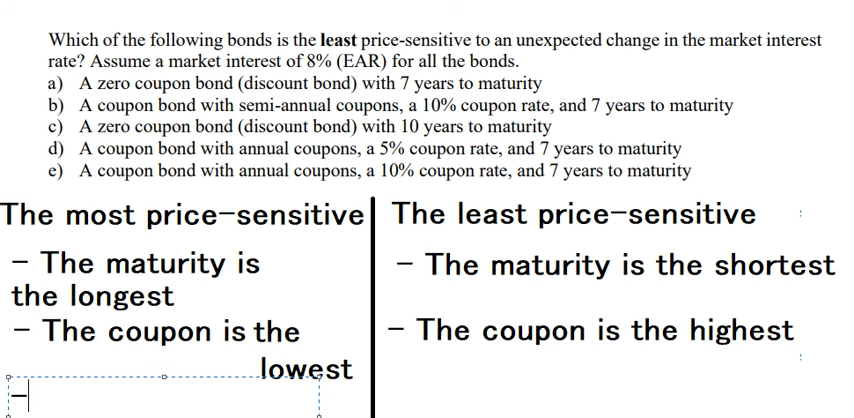 Which of the following bonds is the least price-sensitive to an unexpected change in the market interest
rate? Assume a market interest of 8% (EAR) for all the bonds.
a) A zero coupon bond (discount bond) with 7 years to maturity
b) A coupon bond with semi-annual coupons, a 10% coupon rate, and 7 years to maturity
c) A zero coupon bond (discount bond) with 10 years to maturity
d) A coupon bond with annual coupons, a 5% coupon rate, and 7 years to maturity
e) A coupon bond with annual coupons, a 10% coupon rate, and 7 years to maturity
The most price-sensitive
- The maturity is
the longest
- The coupon is the
lowest
-
The least price-sensitive
- The maturity is the shortest
- The coupon is the highest